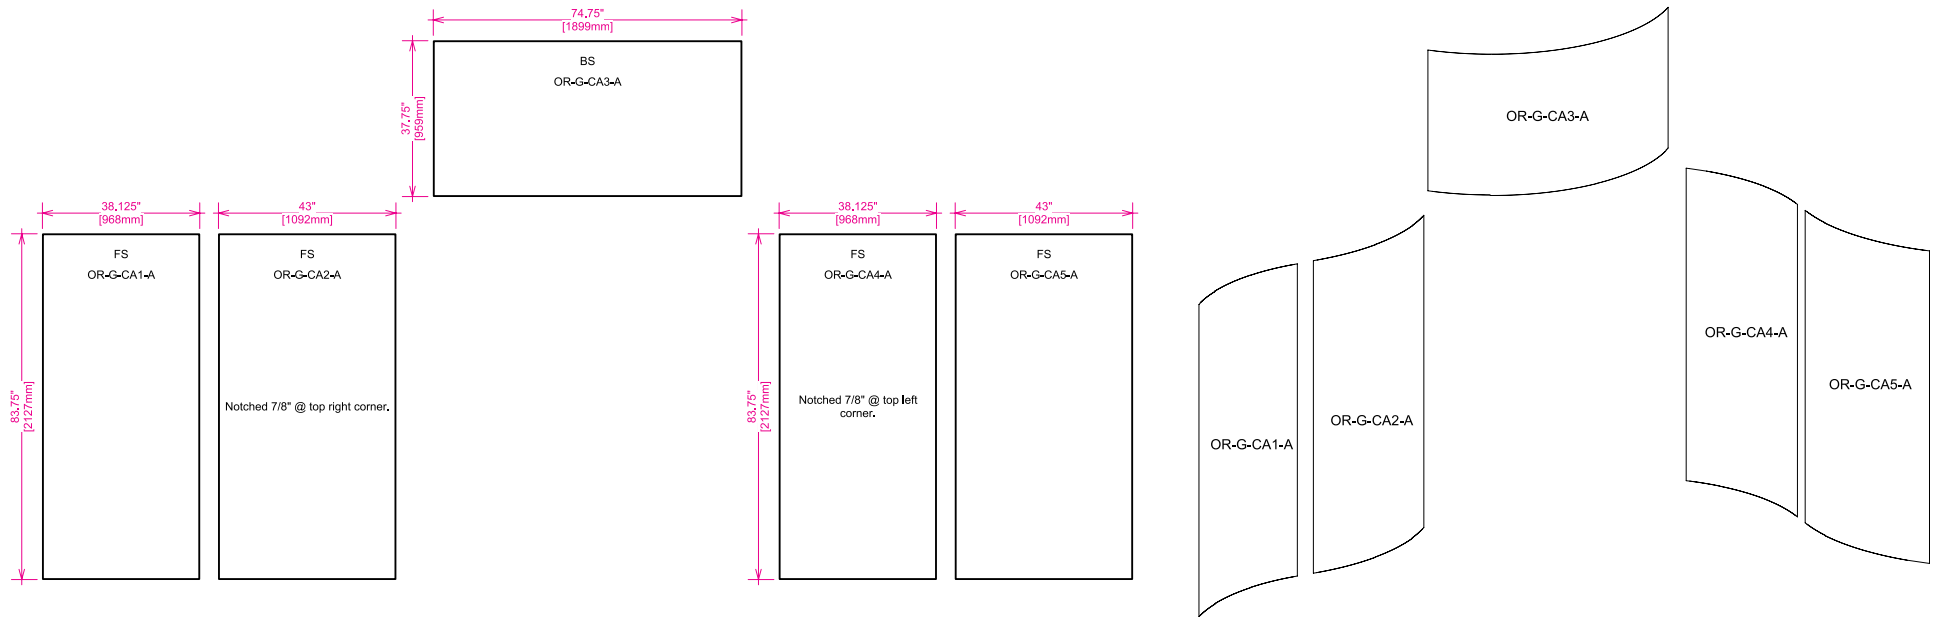 74.75"
[1899mm]
37.75"
[959mm]
BS
OR-G-CA3-A
38.125"
[968mm]
43"
[1092mm]
83.75"
[2127mm]
FS
OR-G-CA1-A
FS
OR-G-CA2-A
Notched 7/8" @ top right corner.
38.125"
[968mm]
43"
[1092mm]
83.75"
[2127mm]
FS
OR-G-CA4-A
Notched 7/8" @ top left
corner.
FS
OR-G-CA5-A
OR-G-CA3-A
OR-G-CA1-A
OR-G-CA2-A
OR-G-CA4-A
OR-G-CA5-A